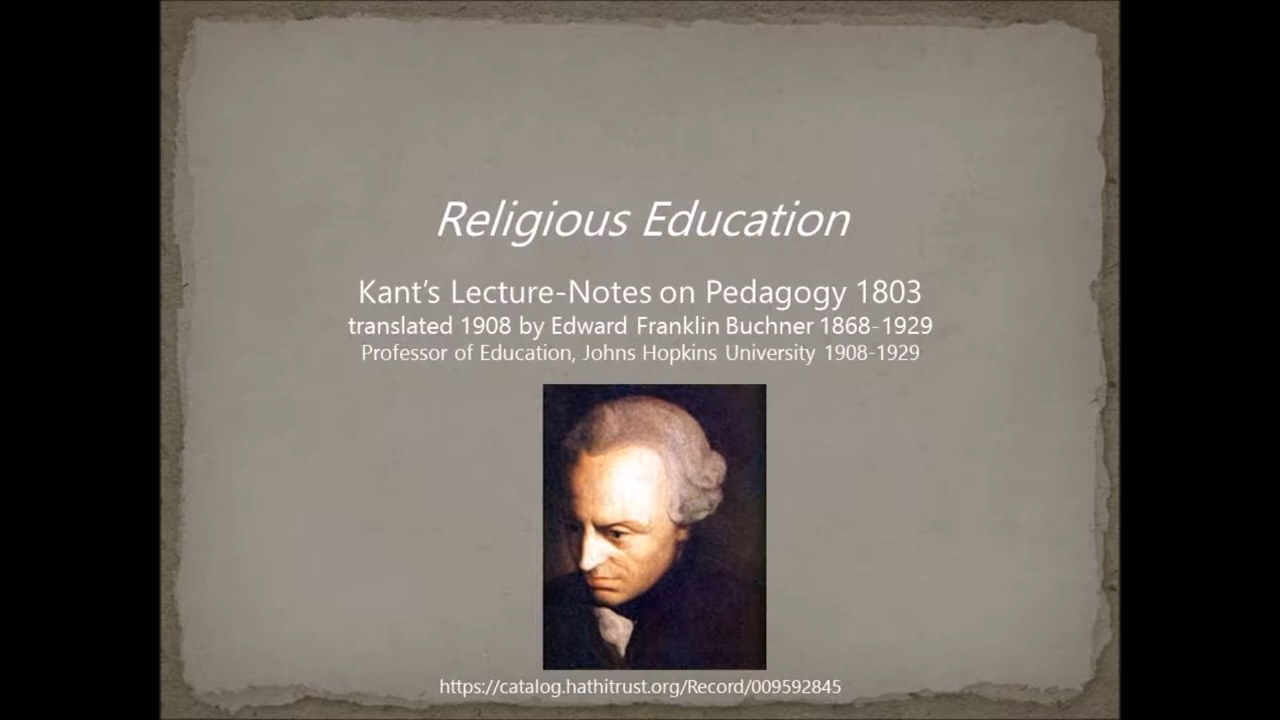 Religious Education
Kant's Lecture-Notes on Pedagogy 1803
translated 1908 by Edward Franklin Buchner 1868-1929
Professor of Education, Johns Hopkins University 1908-1929
https://catalog.hathitrust.org/Record/009592845